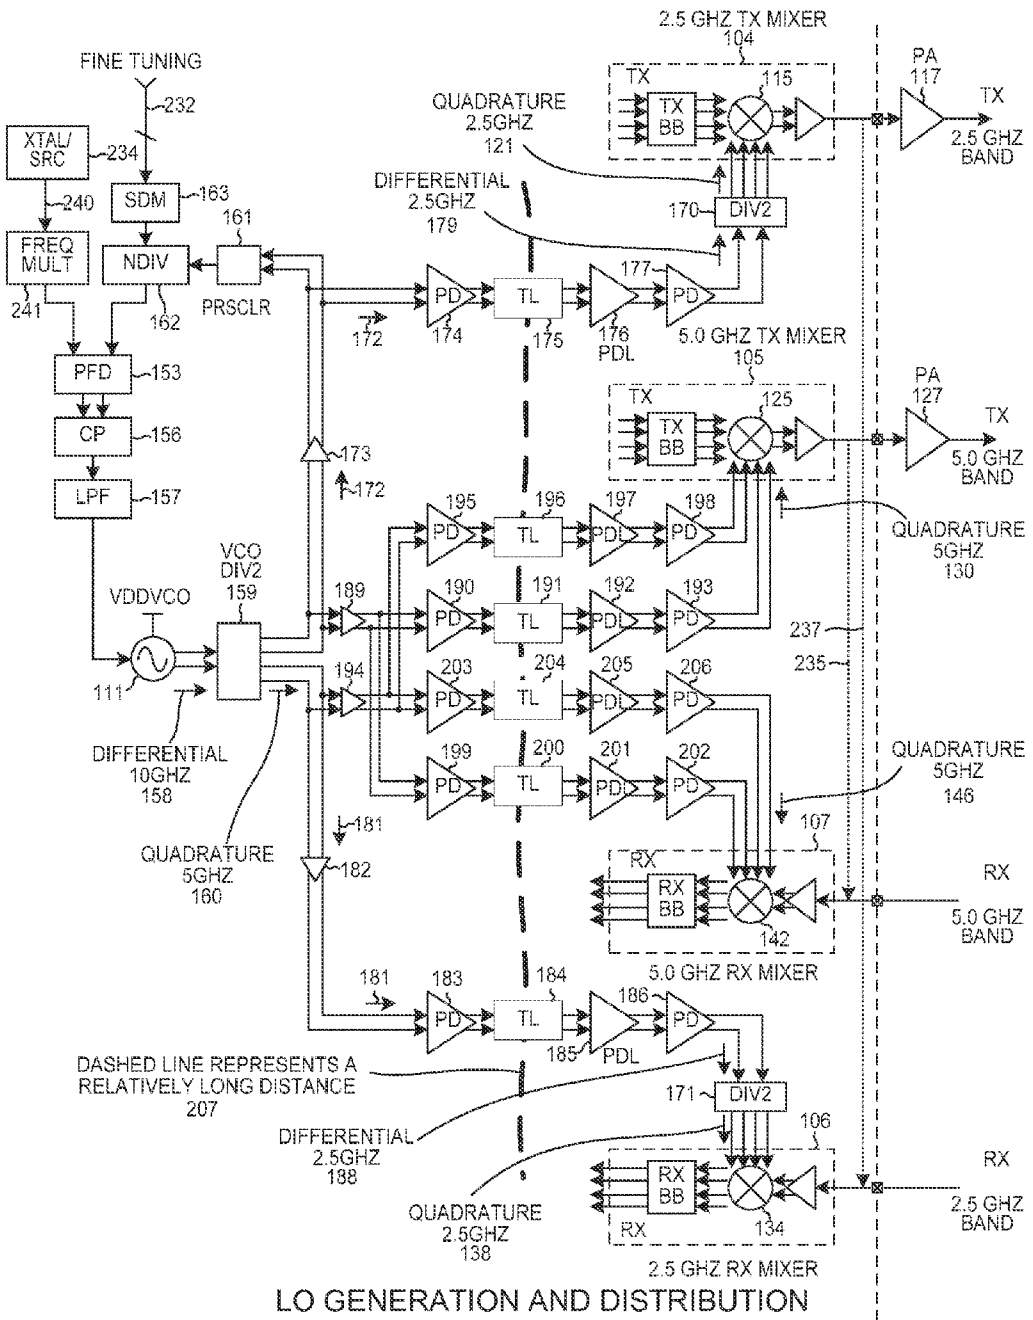 2.5 GHZ TX MIXER
104
FINE TUNING
232
XTAL/
SRC
234
240
SDM
163
FREQ
MULT
241
NDIV
162
161
PRSCLR
PFD
153
CP
156
LPF
157
VDDVCO
111
VCO
DIV2
159
DIFFERENTIAL
10GHZ
158
QUADRATURE
5GHZ
160
173
172
172
QUADRATURE
2.5GHZ
121
DIFFERENTIAL
2.5GHZ
179
TX
TX
BB
115
PA
117
TX
2.5 GHZ
BAND
170
DIV2
PD
174
TL
175
176
PDL
177
PD
5.0 GHZ TX MIXER
105
TX
TX
BB
125
PA
127
TX
5.0 GHZ
BAND
195
PD
196
TL
197
PDL
198
PD
QUADRATURE
5GHZ
130
189
190
PD
191
TL
192
PDL
193
PD
237
235
194
203
PD
204
TL
205
PDL
206
PD
199
PD
200
TL
201
PDL
202
PD
QUADRATURE
5GHZ
146
181
182
107
RX
RX
BB
142
RX
5.0 GHZ
BAND
5.0 GHZ RX MIXER
181
183
PD
184
TL
185
PDL
186
PD
DASHED LINE REPRESENTS A
RELATIVELY LONG DISTANCE
207
171
DIV2
DIFFERENTIAL
2.5GHZ
188
QUADRATURE
2.5GHZ
138
106
RX
BB
RX
134
RX
2.5 GHZ
BAND
2.5 GHZ RX MIXER
LO GENERATION AND DISTRIBUTION